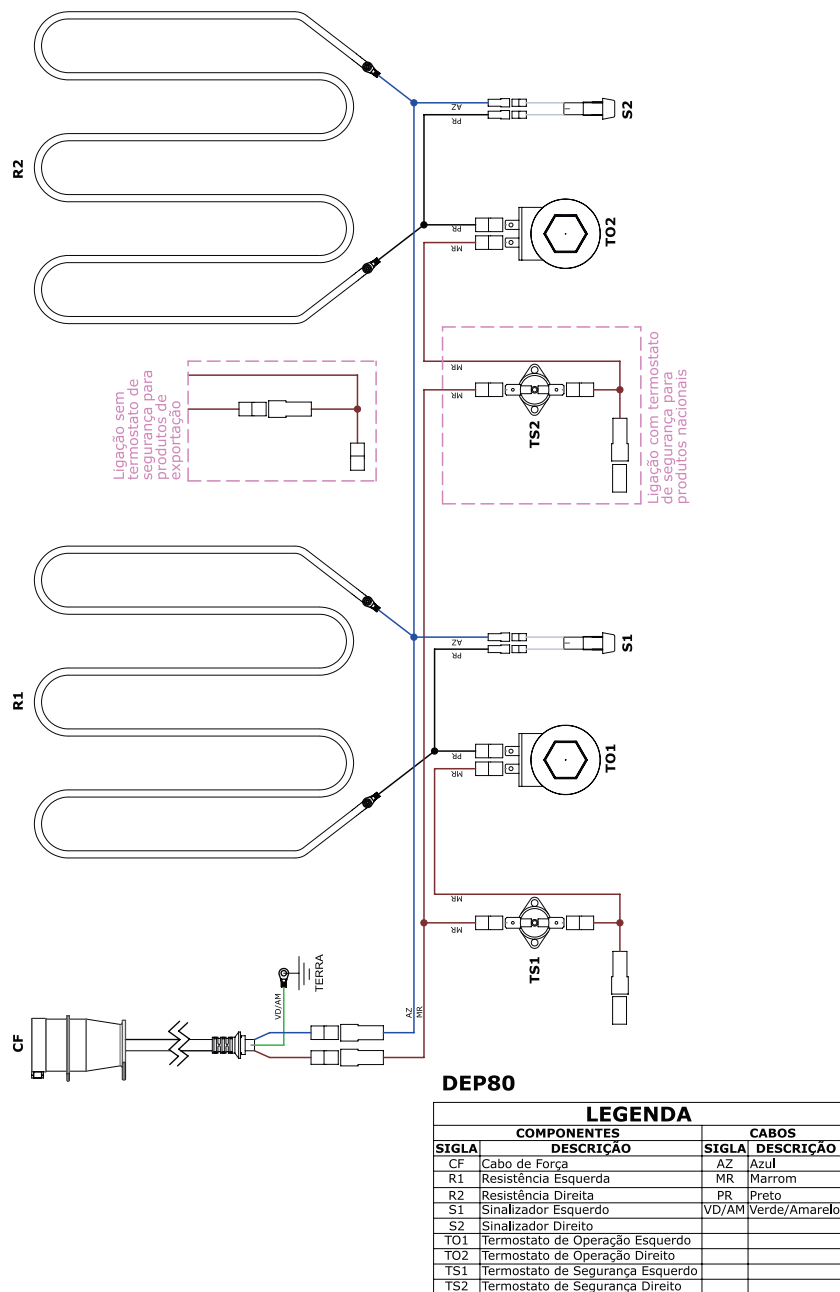 R2
AZ
PR
S2
PR
MR
TO2
Ligação sem
termostato de
segurança para
produtos de
exportação
MR
MR
TS2
Ligação com termostato
de segurança para
produtos nacionais
R1
AZ
PR
S1
PR
MR
TO1
MR
MR
TS1
CF
VD/AM
TERRA
AZ
MR
DEP80
LEGENDA
COMPONENTES CABOS
SIGLA DESCRIÇÃO SIGLA DESCRIÇÃO
CF Cabo de Força AZ Azul
R1 Resistência Esquerda MR Marrom
R2 Resistência Direita PR Preto
S1 Sinalizador Esquerdo VD/AM Verde/Amarelo
S2 Sinalizador Direito
TO1 Termostato de Operação Esquerdo
TO2 Termostato de Operação Direito
TS1 Termostato de Segurança Esquerdo
TS2 Termostato de Segurança Direito